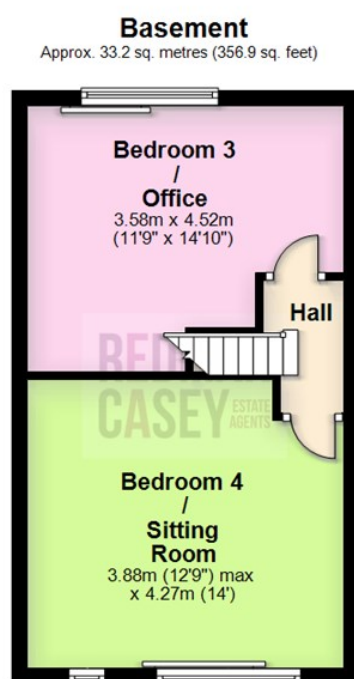 Basement
Approx. 33.2 sq. metres (356.9 sq. feet)
Bedroom 3
/
Office
3.58m x 4.52m
(11'9" x 14'10")
Hall
CASEY
ESTATE
AGENTS
Bedroom 4
/
Sitting
Room
3.88m (12'9") max
x 4.27m (14')